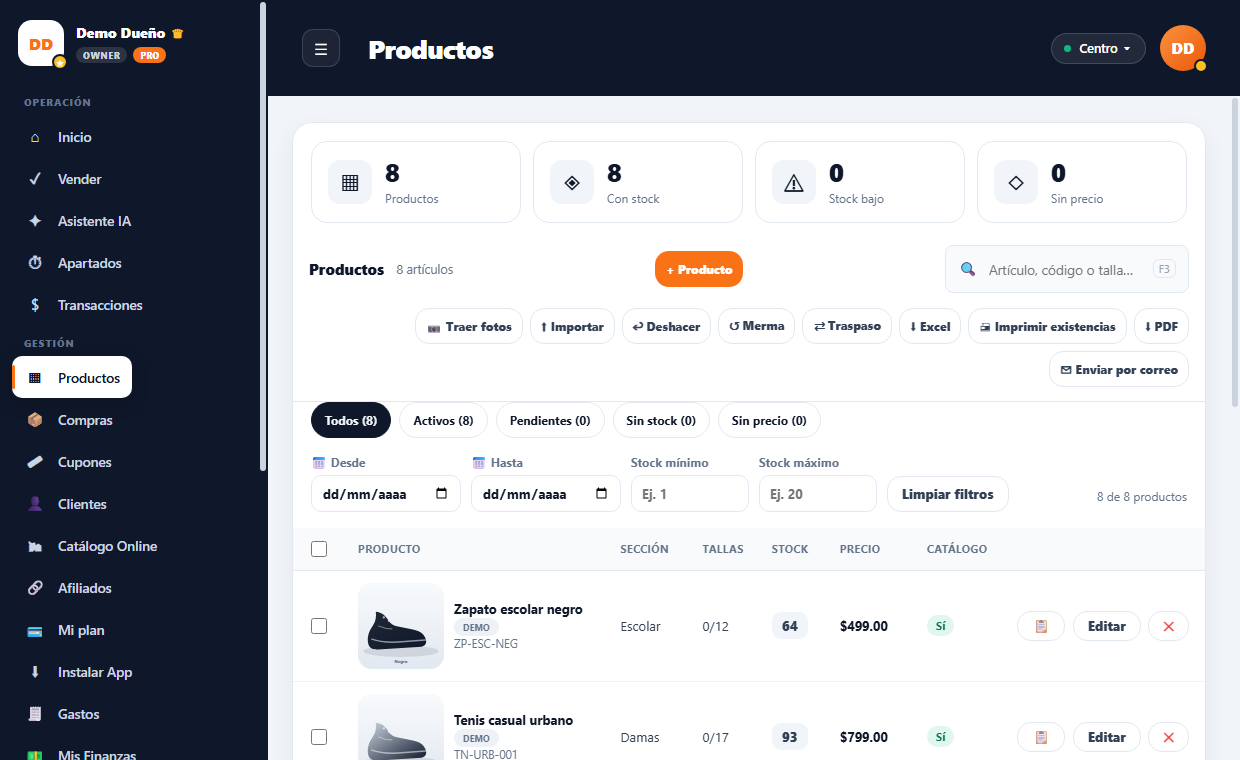 DD
Demo Dueño
OWNER PRO
OPERACIÓN
Inicio
Vender
Asistente IA
Apartados
Transacciones
GESTIÓN
Productos
Compras
Cupones
Clientes
Catálogo Online
Afiliados
Mi plan
Instalar App
Gastos
Mis Finanzas
Productos
Centro
DD
8
Productos
8
Con stock
0
Stock bajo
0
Sin precio
Productos 8 artículos
+ Producto
Artículo, código o talla... F3
Traer fotos
Importar
Deshacer
Merma
Traspaso
Excel
Imprimir existencias
PDF
Enviar por correo
Todos (8)
Activos (8)
Pendientes (0)
Sin stock (0)
Sin precio (0)
Desde
Hasta
Stock mínimo
Stock máximo
dd/mm/aaaa
dd/mm/aaaa
Ej. 1
Ej. 20
Limpiar filtros
8 de 8 productos
PRODUCTO SECCIÓN TALLAS STOCK PRECIO CATÁLOGO
Negro
Zapato escolar negro
DEMO
ZP-ESC-NEG
Escolar 0/12 64 $499.00 Sí Editar
Tenis casual urbano
DEMO
TN-URB-001
Damas 0/17 93 $799.00 Sí Editar